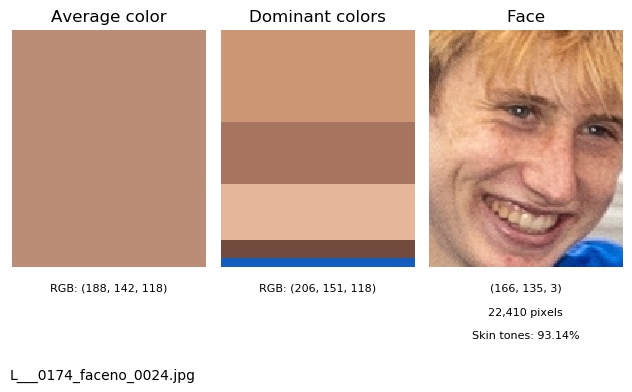 Average color
Dominant colors
Face
RGB: (188, 142, 118)
RGB: (206, 151, 118)
(166, 135, 3)
22,410 pixels
Skin tones: 93.14%
L___0174_faceno_0024.jpg